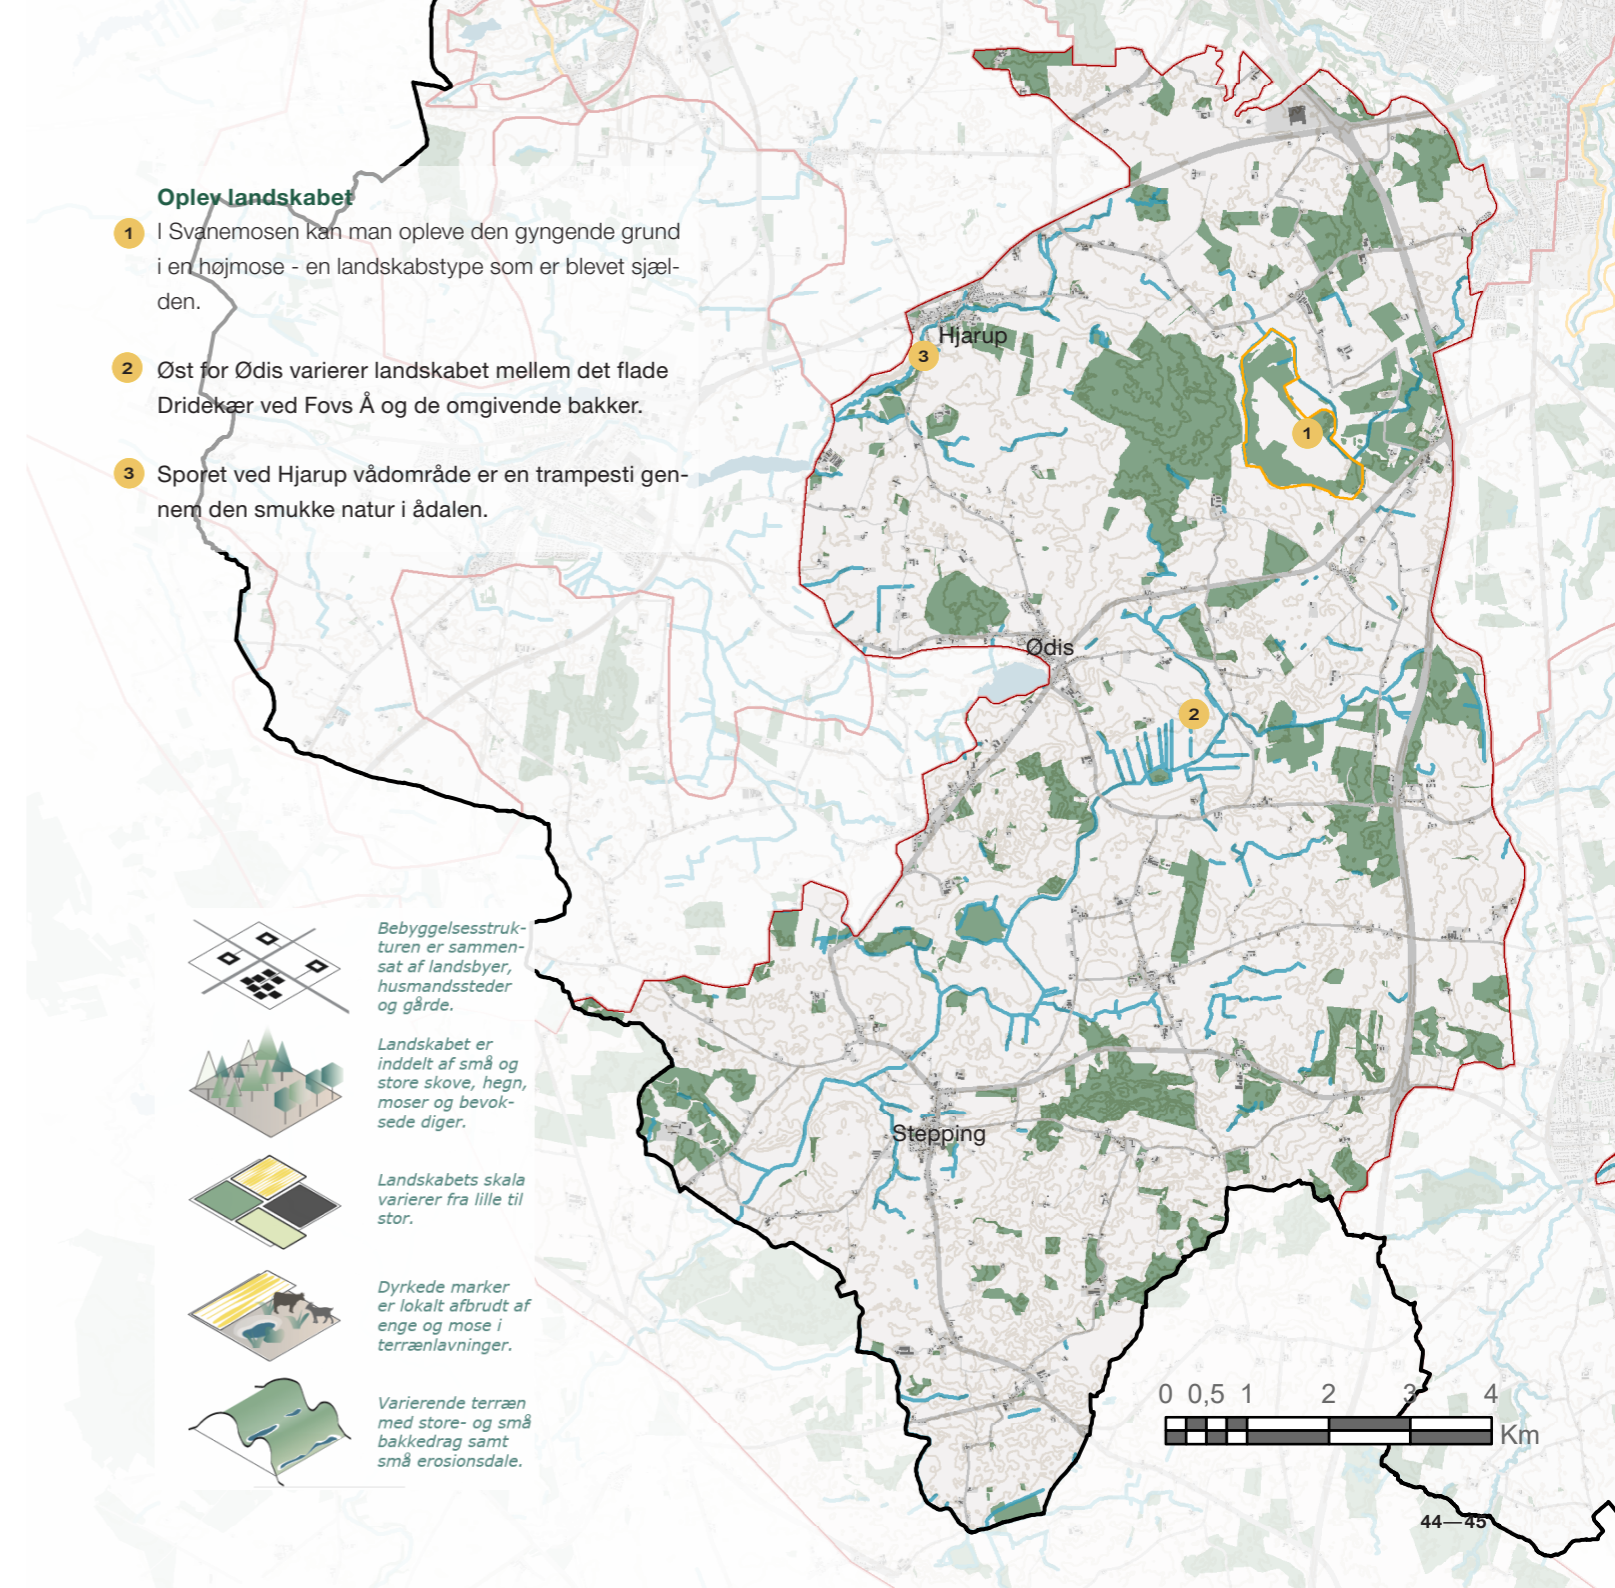 Oplev landskabet
1 I Svanemosen kan man opleve den gyngende grund
i en højmose - en landskabstype som er blevet sjæl-
den.
2 Øst for Ødis varierer landskabet mellem det flade
Dridekær ved Fovs Å og de omgivende bakker.
3 Sporet ved Hjarup vådområde er en trampesti gen-
nem den smukke natur i ådalen.
Hjarup
3
1
Ødis
2
Stepping
Bebyggelsesstruk-
turen er sammen-
sat af landsbyer,
husmandssteder
og gårde.
Landskabet er
inddelt af små og
store skove, hegn,
moser og bevok-
sede diger.
Landskabets skala
varierer fra lille til
stor.
Dyrkede marker
er lokalt afbrudt af
enge og mose i
terrænlavninger.
Varierende terræn
med store- og små
bakkedrag samt
små erosionsdale.
0 0,5 1 2 3 4
Km
44—45